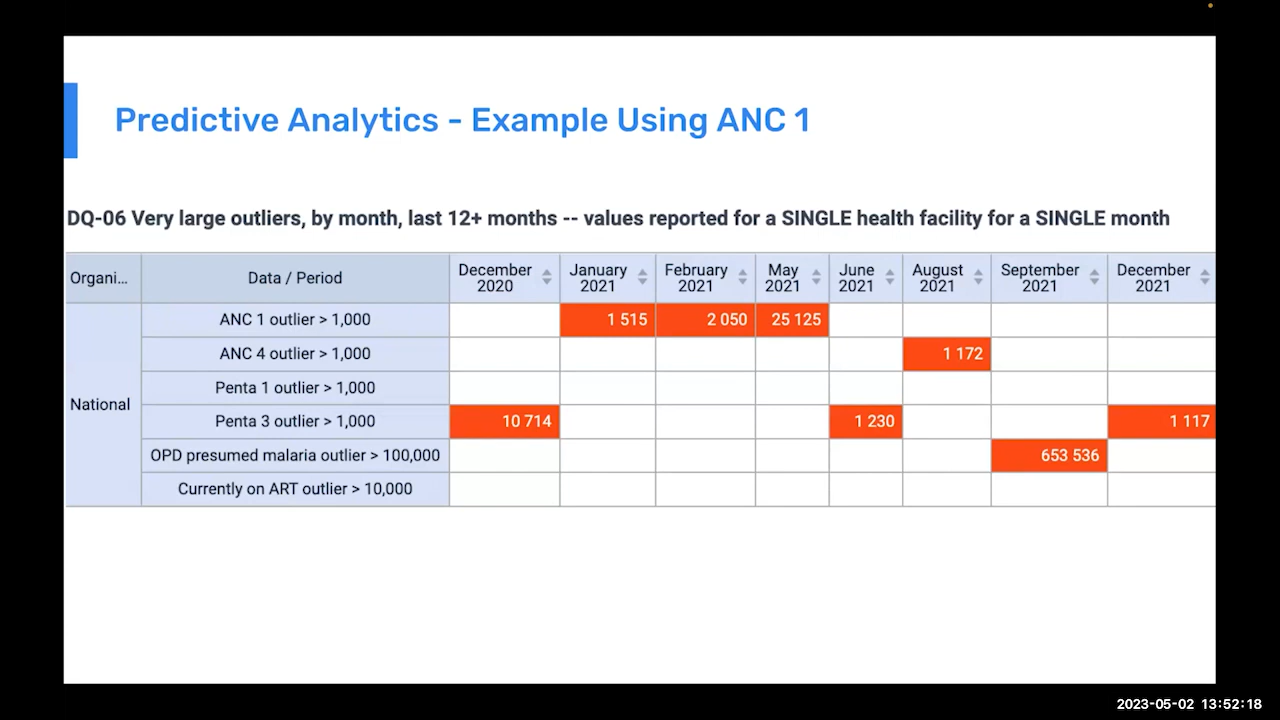 Predictive Analytics - Example Using ANC 1
DQ-06 Very large outliers, by month, last 12+ months -- values reported for a SINGLE health facility for a SINGLE month
Organi... Data / Period December 2020 January 2021 February 2021 May 2021 June 2021 August 2021 September 2021 December 2021
National
ANC 1 outlier > 1,000 1 515 2 050 25 125
ANC 4 outlier > 1,000 1 172
Penta 1 outlier > 1,000
Penta 3 outlier > 1,000 10 714 1 230 1 117
OPD presumed malaria outlier > 100,000 653 536
Currently on ART outlier > 10,000
2023-05-02 13:52:18